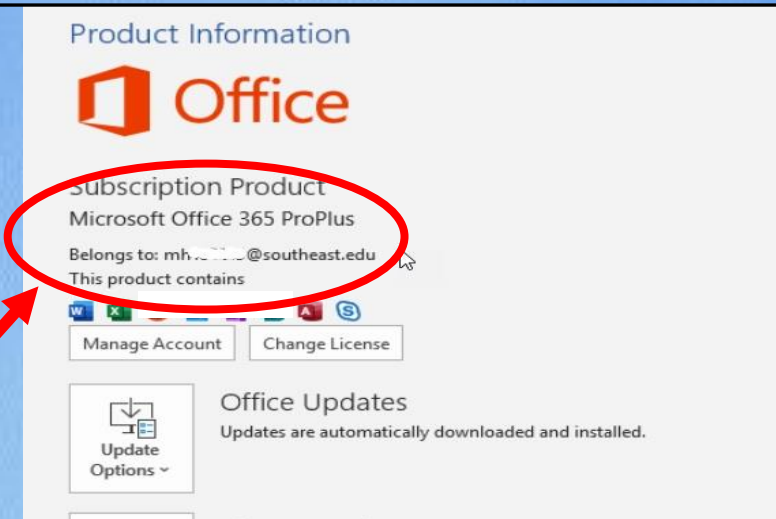 Product Information
Office
Subscription Product
Microsoft Office 365 ProPlus
Belongs to: @southeast.edu
This product contains
Manage Account Change License
Office Updates
Updates are automatically downloaded and installed.
Update
Options